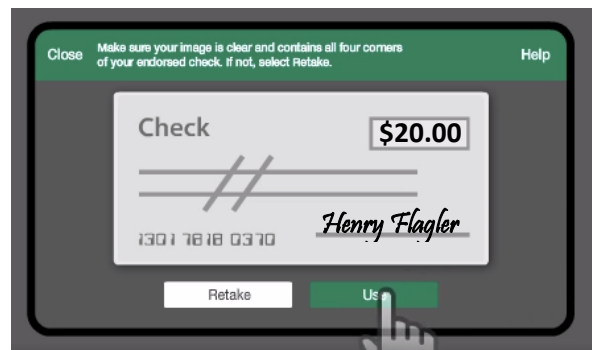 Close
Make sure your image is clear and contains all four corners
of your endorsed check. If not, select Retake.
Help
Check
$20.00
1301 7818 0370
Henry Flagler
Retake
Use